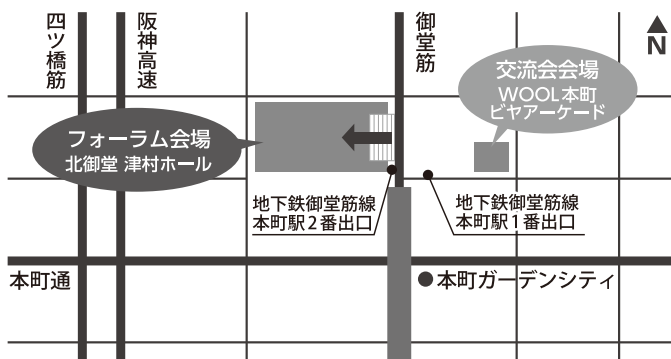 四ツ橋筋
阪神高速
御堂筋
N
交流会会場
WOOL本町
ビヤアーケード
フォーラム会場
北御堂 津村ホール
地下鉄御堂筋線
本町駅2番出口
地下鉄御堂筋線
本町駅1番出口
本町通
本町ガーデンシティ